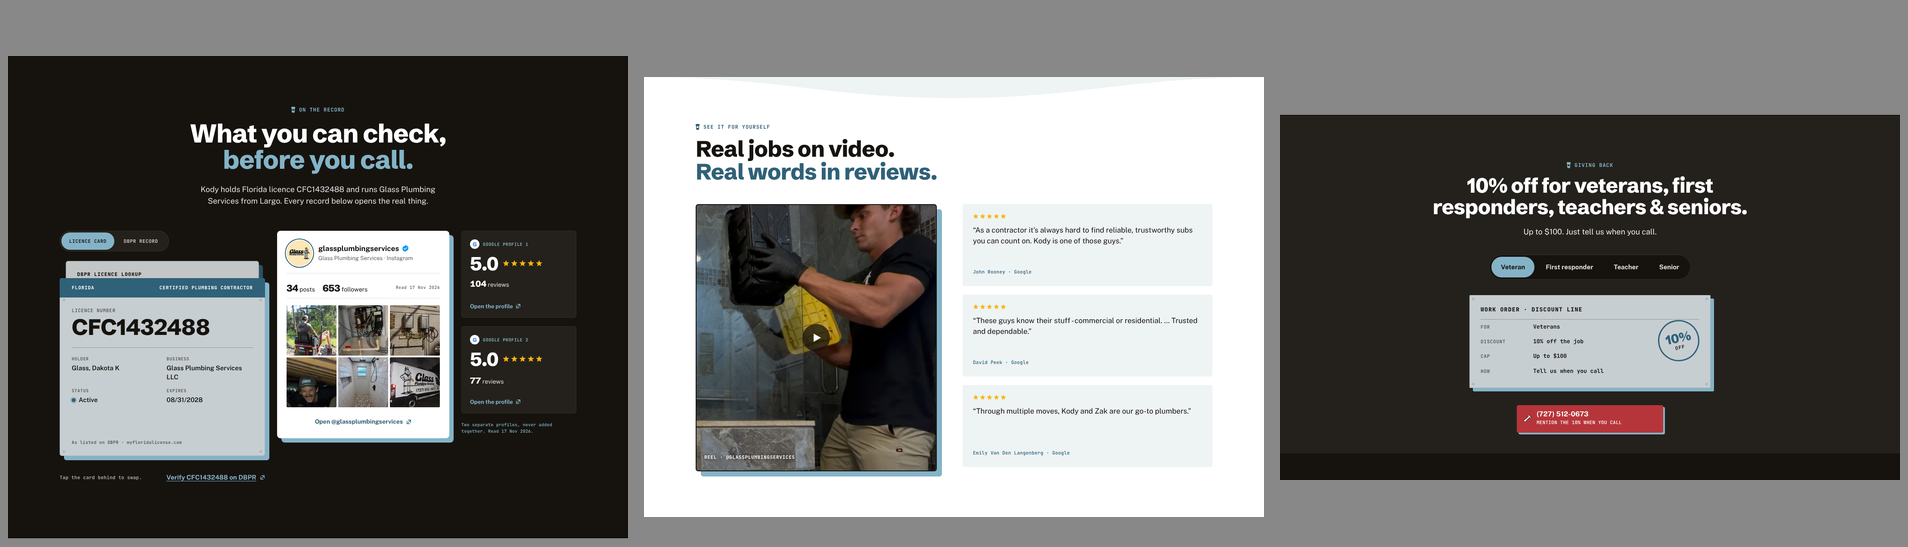 ON THE RECORD
What you can check,
before you call.
Kody holds Florida licence CFC1432488 and runs Glass Plumbing
Services from Largo. Every record below opens the real thing.
LICENCE CARD
DBPR RECORD
DBPR LICENCE LOOKUP
FLORIDA
CERTIFIED PLUMBING CONTRACTOR
LICENCE NUMBER
CFC1432488
HOLDER
Glass, Dakota K
BUSINESS
Glass Plumbing Services
LLC
STATUS
Active
EXPIRES
08/31/2028
As listed on DBPR · myfloridalicense.com
Tap the card behind to swap.
Verify CFC1432488 on DBPR
glassplumbingservices
Glass Plumbing Services · Instagram
34 posts
653 followers
Read 17 Nov 2026
Glass
Open @glassplumbingservices
GOOGLE PROFILE 1
5.0
104 reviews
Open the profile
GOOGLE PROFILE 2
5.0
77 reviews
Open the profile
Two separate profiles, never added
together. Read 17 Nov 2026.
SEE IT FOR YOURSELF
Real jobs on video.
Real words in reviews.
REEL · @GLASSPLUMBINGSERVICES
“As a contractor it’s always hard to find reliable, trustworthy subs
you can count on. Kody is one of those guys.”
John Rooney · Google
“These guys know their stuff - commercial or residential. … Trusted
and dependable.”
David Peek · Google
“Through multiple moves, Kody and Zak are our go-to plumbers.”
Emily Van Den Langenberg · Google
GIVING BACK
10% off for veterans, first
responders, teachers & seniors.
Up to $100. Just tell us when you call.
Veteran
First responder
Teacher
Senior
WORK ORDER · DISCOUNT LINE
FOR
Veterans
DISCOUNT
10% off the job
CAP
Up to $100
HOW
Tell us when you call
10%
OFF
(727) 512-0673
MENTION THE 10% WHEN YOU CALL